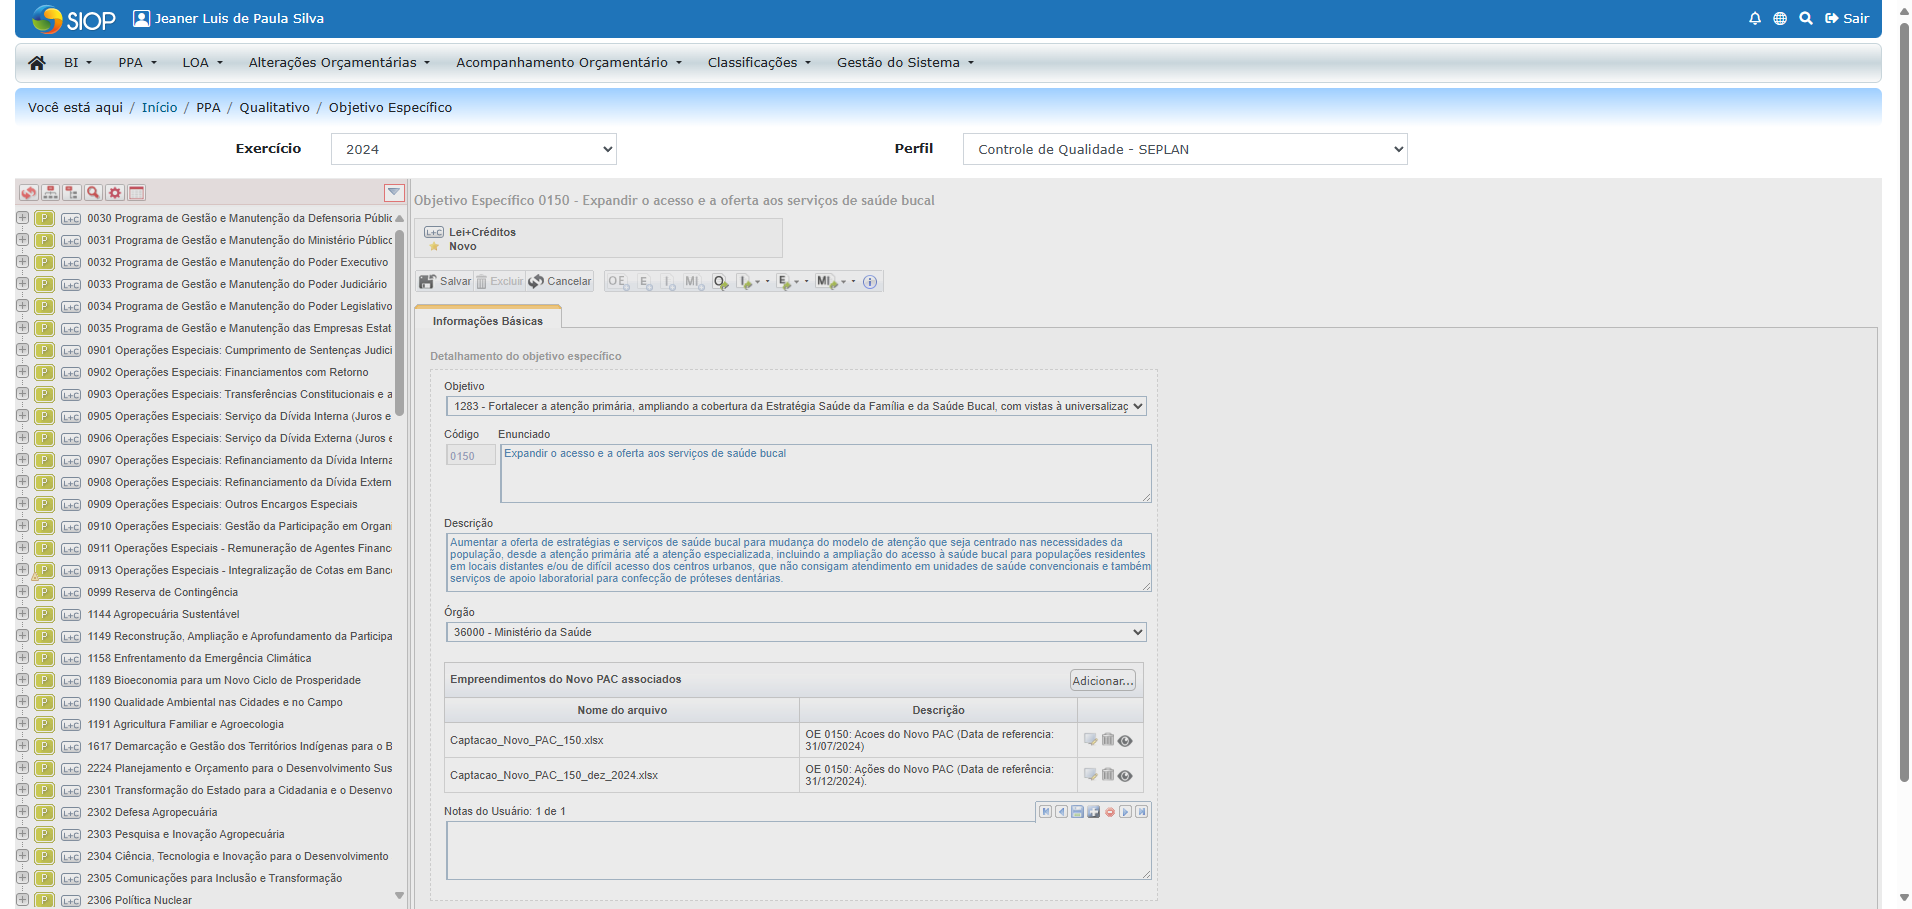 SIOP Jeaner Luis de Paula Silva Sair
BI PPA LOA Alterações Orçamentárias Acompanhamento Orçamentário Classificações Gestão do Sistema
Você está aqui / Início / PPA / Qualitativo / Objetivo Específico
Exercício 2024 Perfil Controle de Qualidade - SEPLAN
P L+C 0030 Programa de Gestão e Manutenção da Defensoria Públic
P L+C 0031 Programa de Gestão e Manutenção do Ministério Público
P L+C 0032 Programa de Gestão e Manutenção do Poder Executivo
P L+C 0033 Programa de Gestão e Manutenção do Poder Judiciário
P L+C 0034 Programa de Gestão e Manutenção do Poder Legislativo
P L+C 0035 Programa de Gestão e Manutenção das Empresas Estat
P L+C 0901 Operações Especiais: Cumprimento de Sentenças Judici
P L+C 0902 Operações Especiais: Financiamentos com Retorno
P L+C 0903 Operações Especiais: Transferências Constitucionais e a
P L+C 0905 Operações Especiais: Serviço da Dívida Interna (Juros e
P L+C 0906 Operações Especiais: Serviço da Dívida Externa (Juros e
P L+C 0907 Operações Especiais: Refinanciamento da Dívida Interna
P L+C 0908 Operações Especiais: Refinanciamento da Dívida Extern
P L+C 0909 Operações Especiais: Outros Encargos Especiais
P L+C 0910 Operações Especiais: Gestão da Participação em Organi
P L+C 0911 Operações Especiais - Remuneração de Agentes Financ
P L+C 0913 Operações Especiais - Integralização de Cotas em Banc
P L+C 0999 Reserva de Contingência
P L+C 1144 Agropecuária Sustentável
P L+C 1149 Reconstrução, Ampliação e Aprofundamento da Participa
P L+C 1158 Enfrentamento da Emergência Climática
P L+C 1189 Bioeconomia para um Novo Ciclo de Prosperidade
P L+C 1190 Qualidade Ambiental nas Cidades e no Campo
P L+C 1191 Agricultura Familiar e Agroecologia
P L+C 1617 Demarcação e Gestão dos Territórios Indígenas para o B
P L+C 2224 Planejamento e Orçamento para o Desenvolvimento Sus
P L+C 2301 Transformação do Estado para a Cidadania e o Desenvo
P L+C 2302 Defesa Agropecuária
P L+C 2303 Pesquisa e Inovação Agropecuária
P L+C 2304 Ciência, Tecnologia e Inovação para o Desenvolvimento
P L+C 2305 Comunicações para Inclusão e Transformação
P L+C 2306 Política Nuclear
Objetivo Específico 0150 - Expandir o acesso e a oferta aos serviços de saúde bucal
L+C Lei+Créditos
Novo
Salvar Excluir Cancelar OE E I MI O I E MI
Informações Básicas
Detalhamento do objetivo específico
Objetivo
1283 - Fortalecer a atenção primária, ampliando a cobertura da Estratégia Saúde da Família e da Saúde Bucal, com vistas à universalizaç
Código Enunciado
0150 Expandir o acesso e a oferta aos serviços de saúde bucal
Descrição
Aumentar a oferta de estratégias e serviços de saúde bucal para mudança do modelo de atenção que seja centrado nas necessidades da
população, desde a atenção primária até a atenção especializada, incluindo a ampliação do acesso à saúde bucal para populações residentes
em locais distantes e/ou de difícil acesso dos centros urbanos, que não consigam atendimento em unidades de saúde convencionais e também
serviços de apoio laboratorial para confecção de próteses dentárias.
Órgão
36000 - Ministério da Saúde
Empreendimentos do Novo PAC associados Adicionar...
Nome do arquivo Descrição
Captacao_Novo_PAC_150.xlsx OE 0150: Acoes do Novo PAC (Data de referencia:
31/07/2024)
Captacao_Novo_PAC_150_dez_2024.xlsx OE 0150: Ações do Novo PAC (Data de referência:
31/12/2024).
Notas do Usuário: 1 de 1